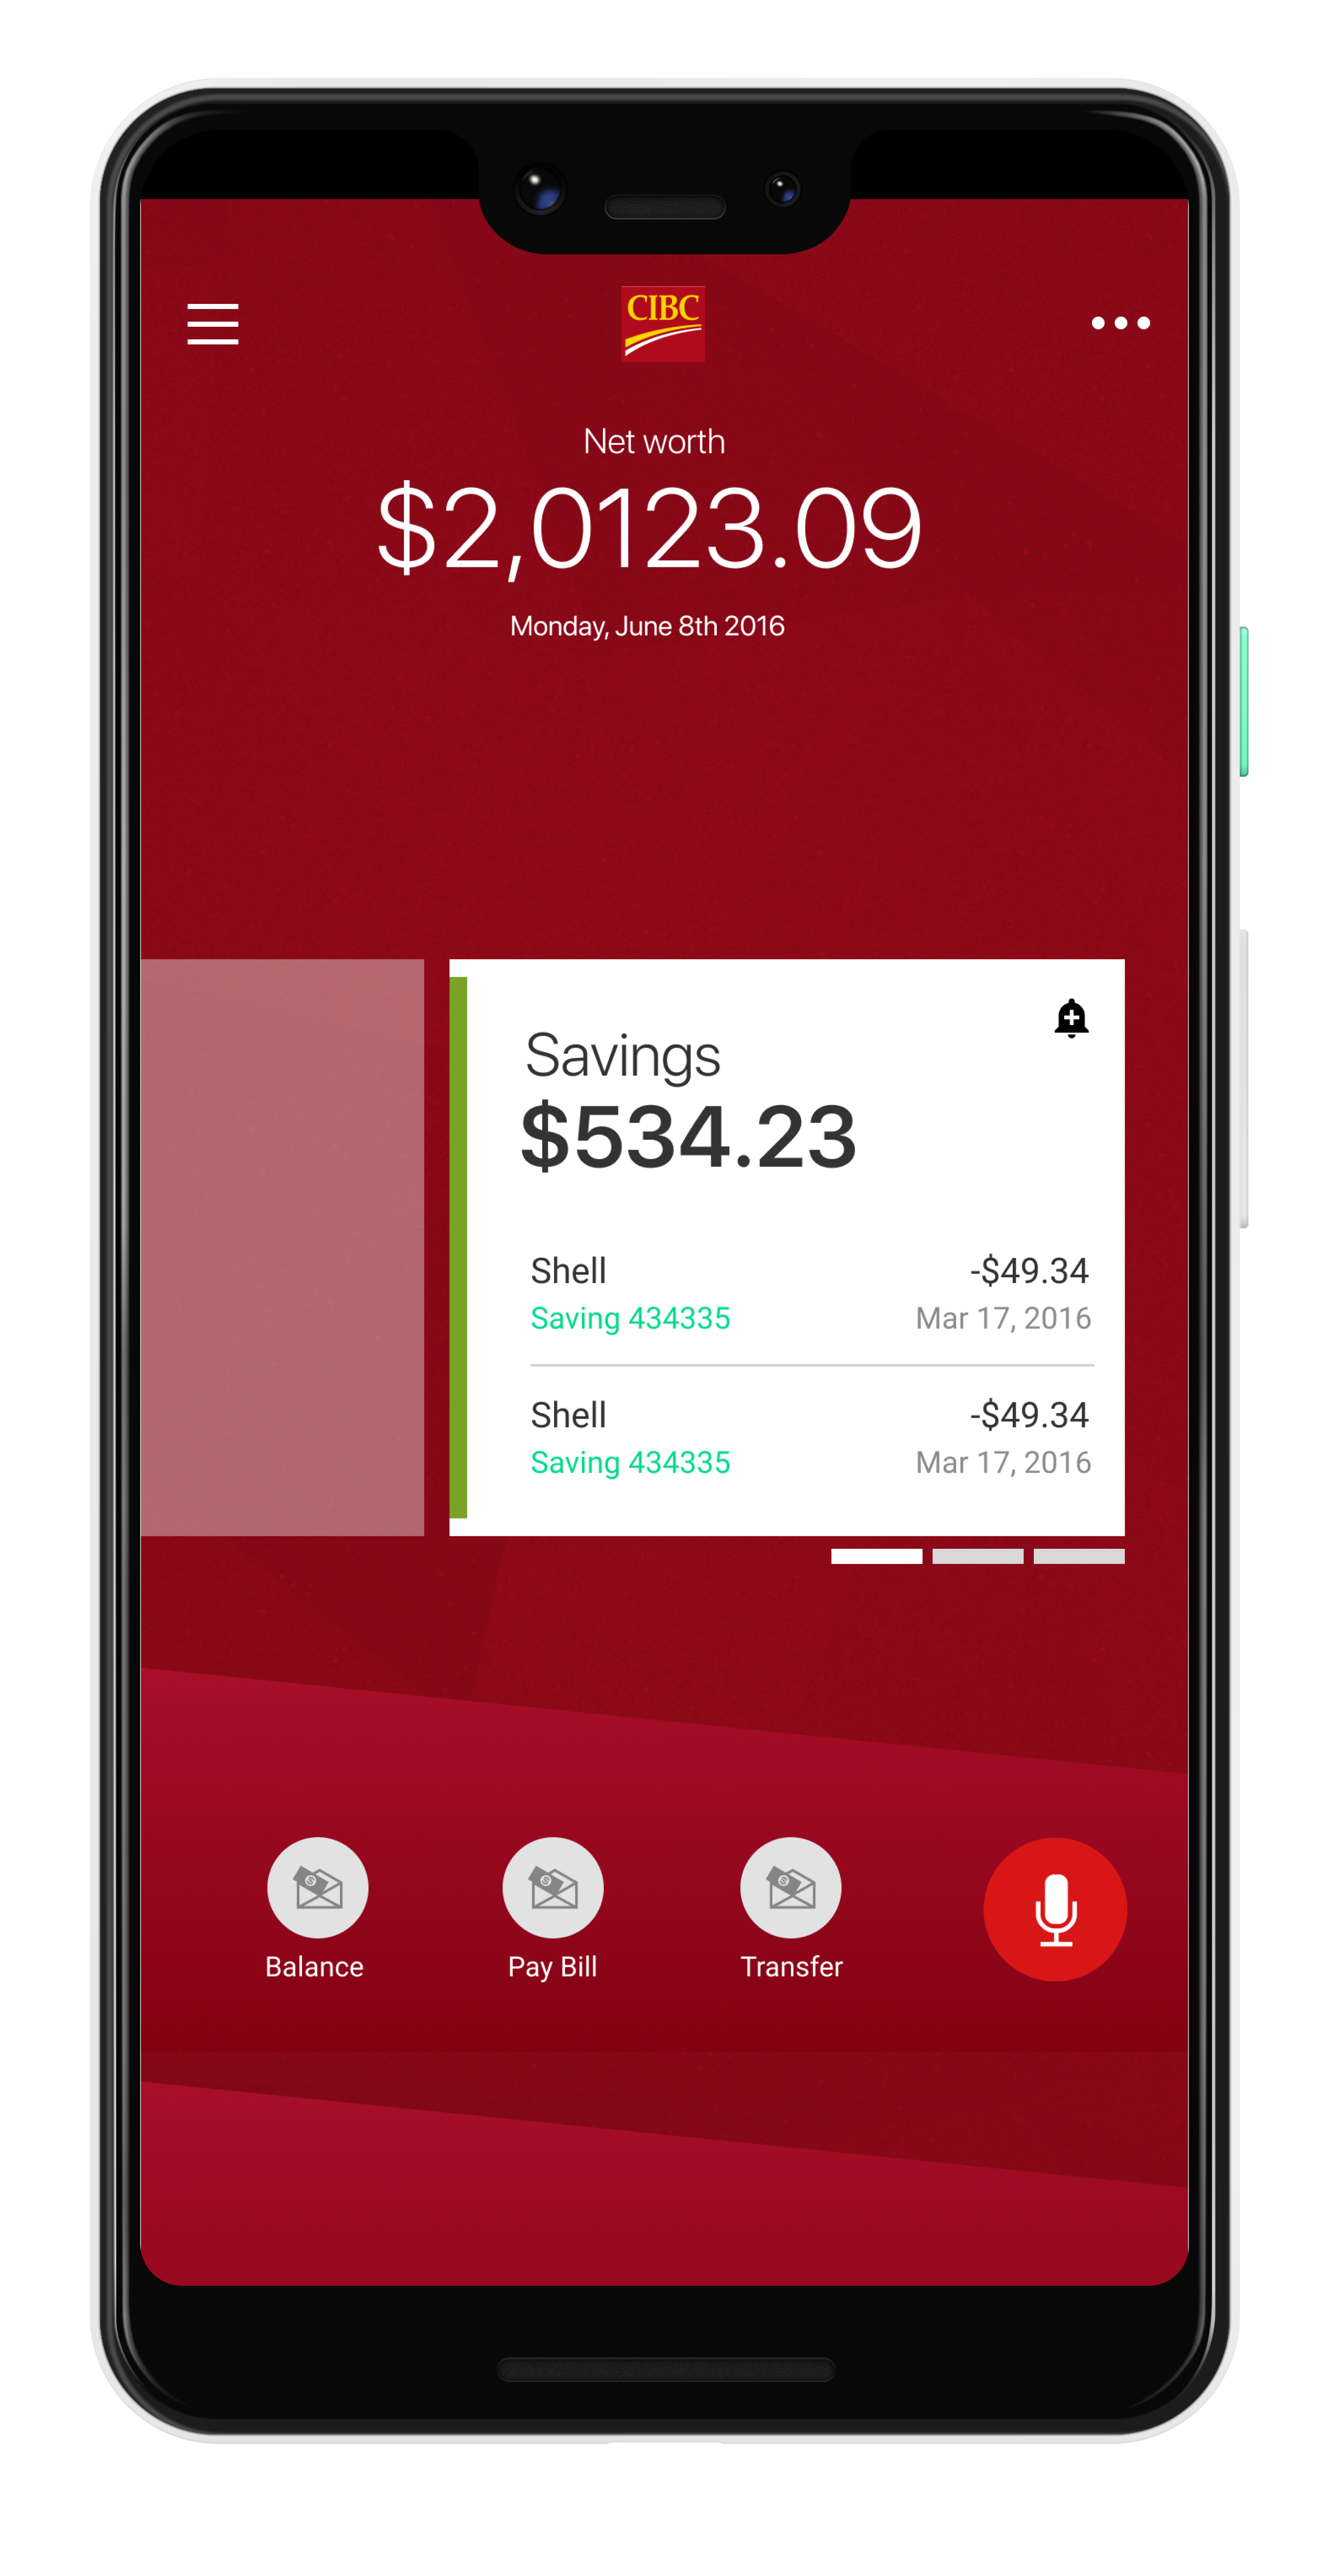 CIBC
Net worth
$2,0123.09
Monday, June 8th 2016
Savings
$534.23
Shell -$49.34
Saving 434335 Mar 17, 2016
Shell -$49.34
Saving 434335 Mar 17, 2016
Balance Pay Bill Transfer